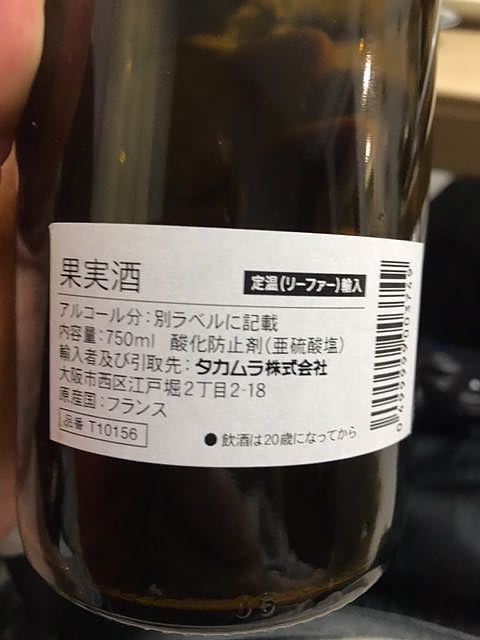 果実酒
定温(リーファー)輸入
アルコール分:別ラベルに記載
内容量:750ml 酸化防止剤(亜硫酸塩)
輸入者及び引取先:タカムラ株式会社
大阪市西区江戸堀2丁目2-18
原産国:フランス
品番 T10156
●飲酒は20歳になってから